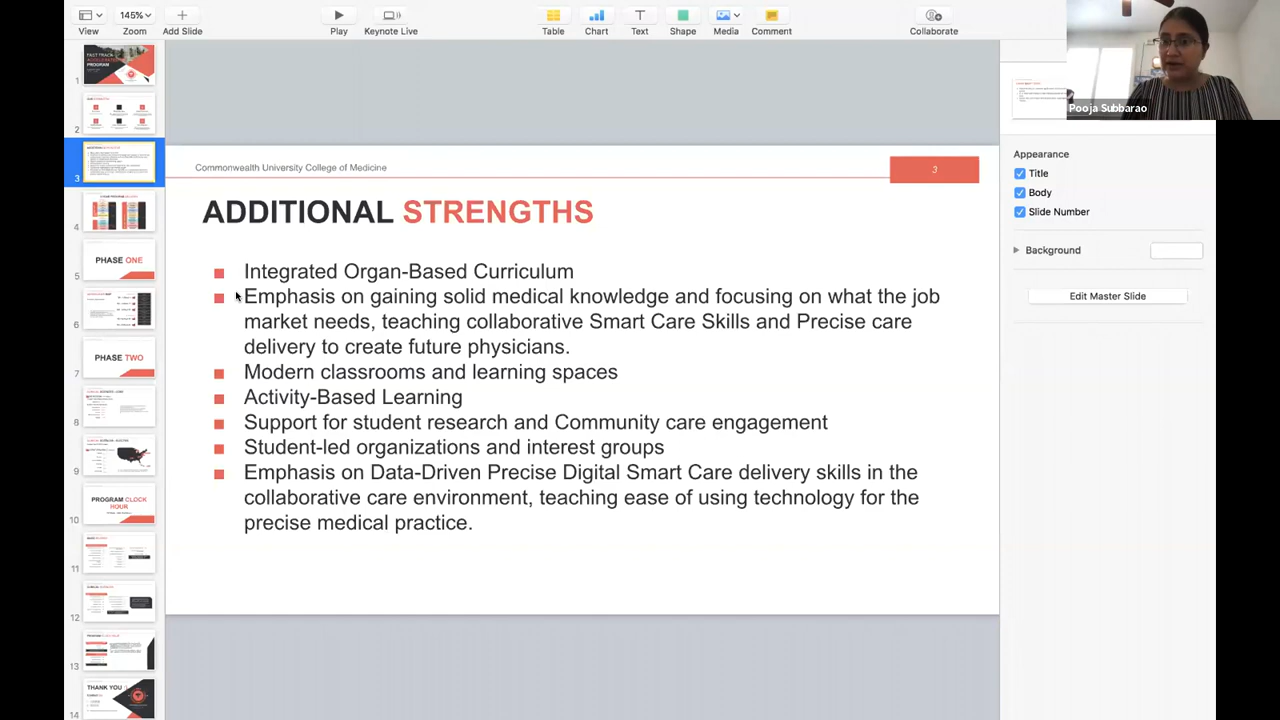 View
145%
Zoom
Add Slide
Play
Keynote Live
Table
Chart
Text
Shape
Media
Comment
Collaborate
Pooja Subbarao
FAST TRACK
PROGRAM
1
2
3
4
PHASE ONE
5
6
PHASE TWO
7
8
9
PROGRAM CLOCK
HOUR
10
11
12
13
THANK YOU
14
Commonwealth University College of Medicine
3
ADDITIONAL STRENGTHS
Integrated Organ-Based Curriculum
Emphasis on gaining solid medical knowledge and focusing on what the job
market needs, teaching collaborative Smart Care Skills and Precise care
delivery to create future physicians.
Modern classrooms and learning spaces
Activity-Based Learning
Support for student research and Community care engagement
Student-led organizations and interest groups
Emphasis on Data-Driven Precise Digital Smart Care delivery skills in the
collaborative care environment, teaching ease of using technology for the
precise medical practice.
Appearance
Title
Body
Slide Number
Background
Edit Master Slide